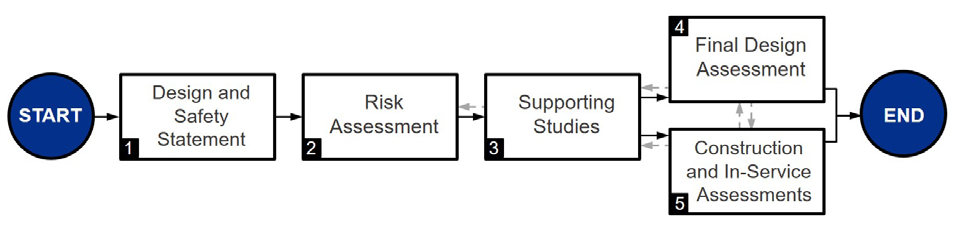 START
Design and
Safety
Statement
1
Risk
Assessment
2
Supporting
Studies
3
4
Final Design
Assessment
Construction
and In-Service
Assessments
5
END